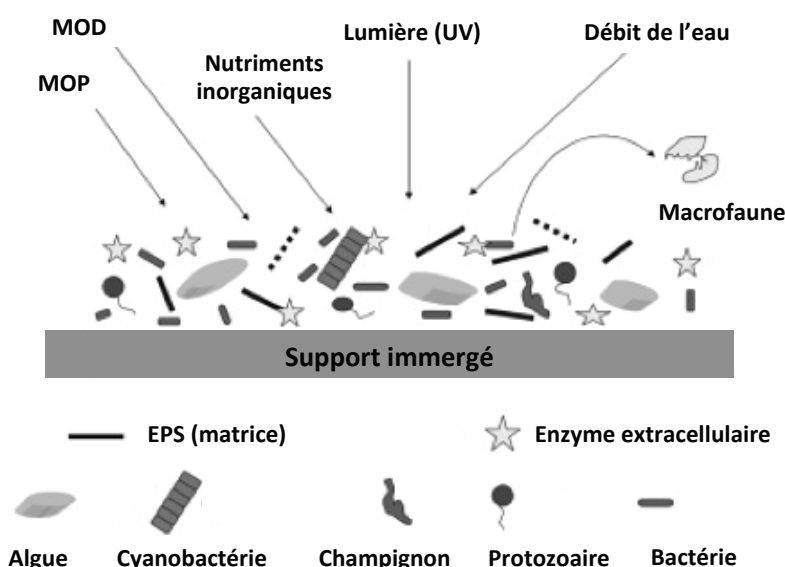 MOD
Lumière (UV)
Débit de l’eau
MOP
Nutriments
inorganiques
Macrofaune
Support immergé
EPS (matrice)
Enzyme extracellulaire
Algue
Cyanobactérie
Champignon
Protozoaire
Bactérie